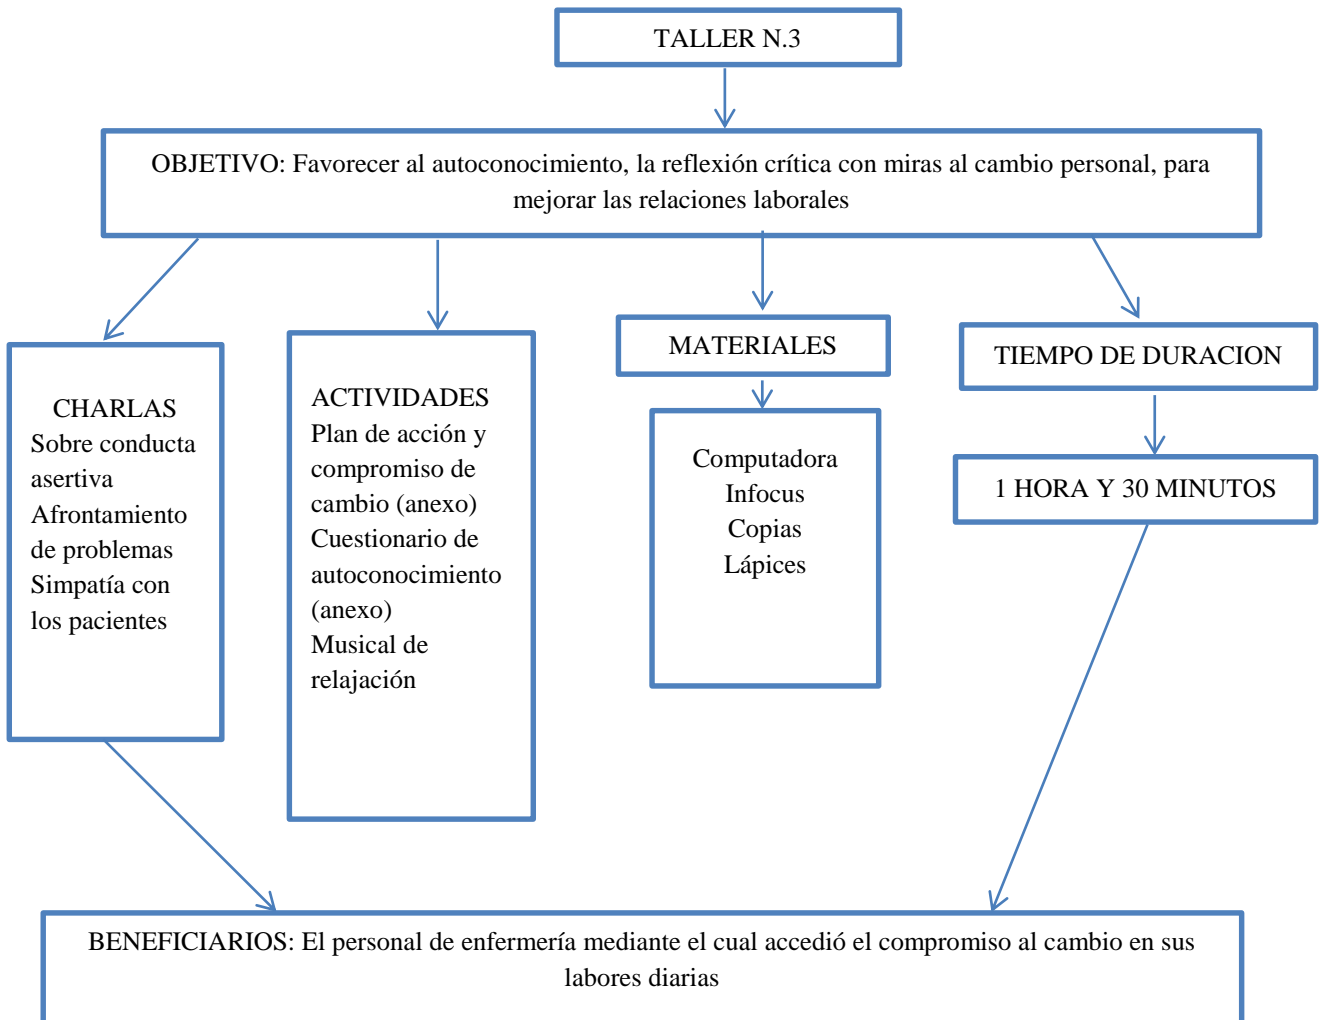 TALLER N.3
OBJETIVO: Favorecer al autoconocimiento, la reflexión crítica con miras al cambio personal, para
mejorar las relaciones laborales
CHARLAS
Sobre conducta
asertiva
Afrontamiento
de problemas
Simpatía con
los pacientes
ACTIVIDADES
Plan de acción y
compromiso de
cambio (anexo)
Cuestionario de
autoconocimiento
(anexo)
Musical de
relajación
MATERIALES
Computadora
Infocus
Copias
Lápices
TIEMPO DE DURACION
1 HORA Y 30 MINUTOS
BENEFICIARIOS: El personal de enfermería mediante el cual accedió el compromiso al cambio en sus
labores diarias